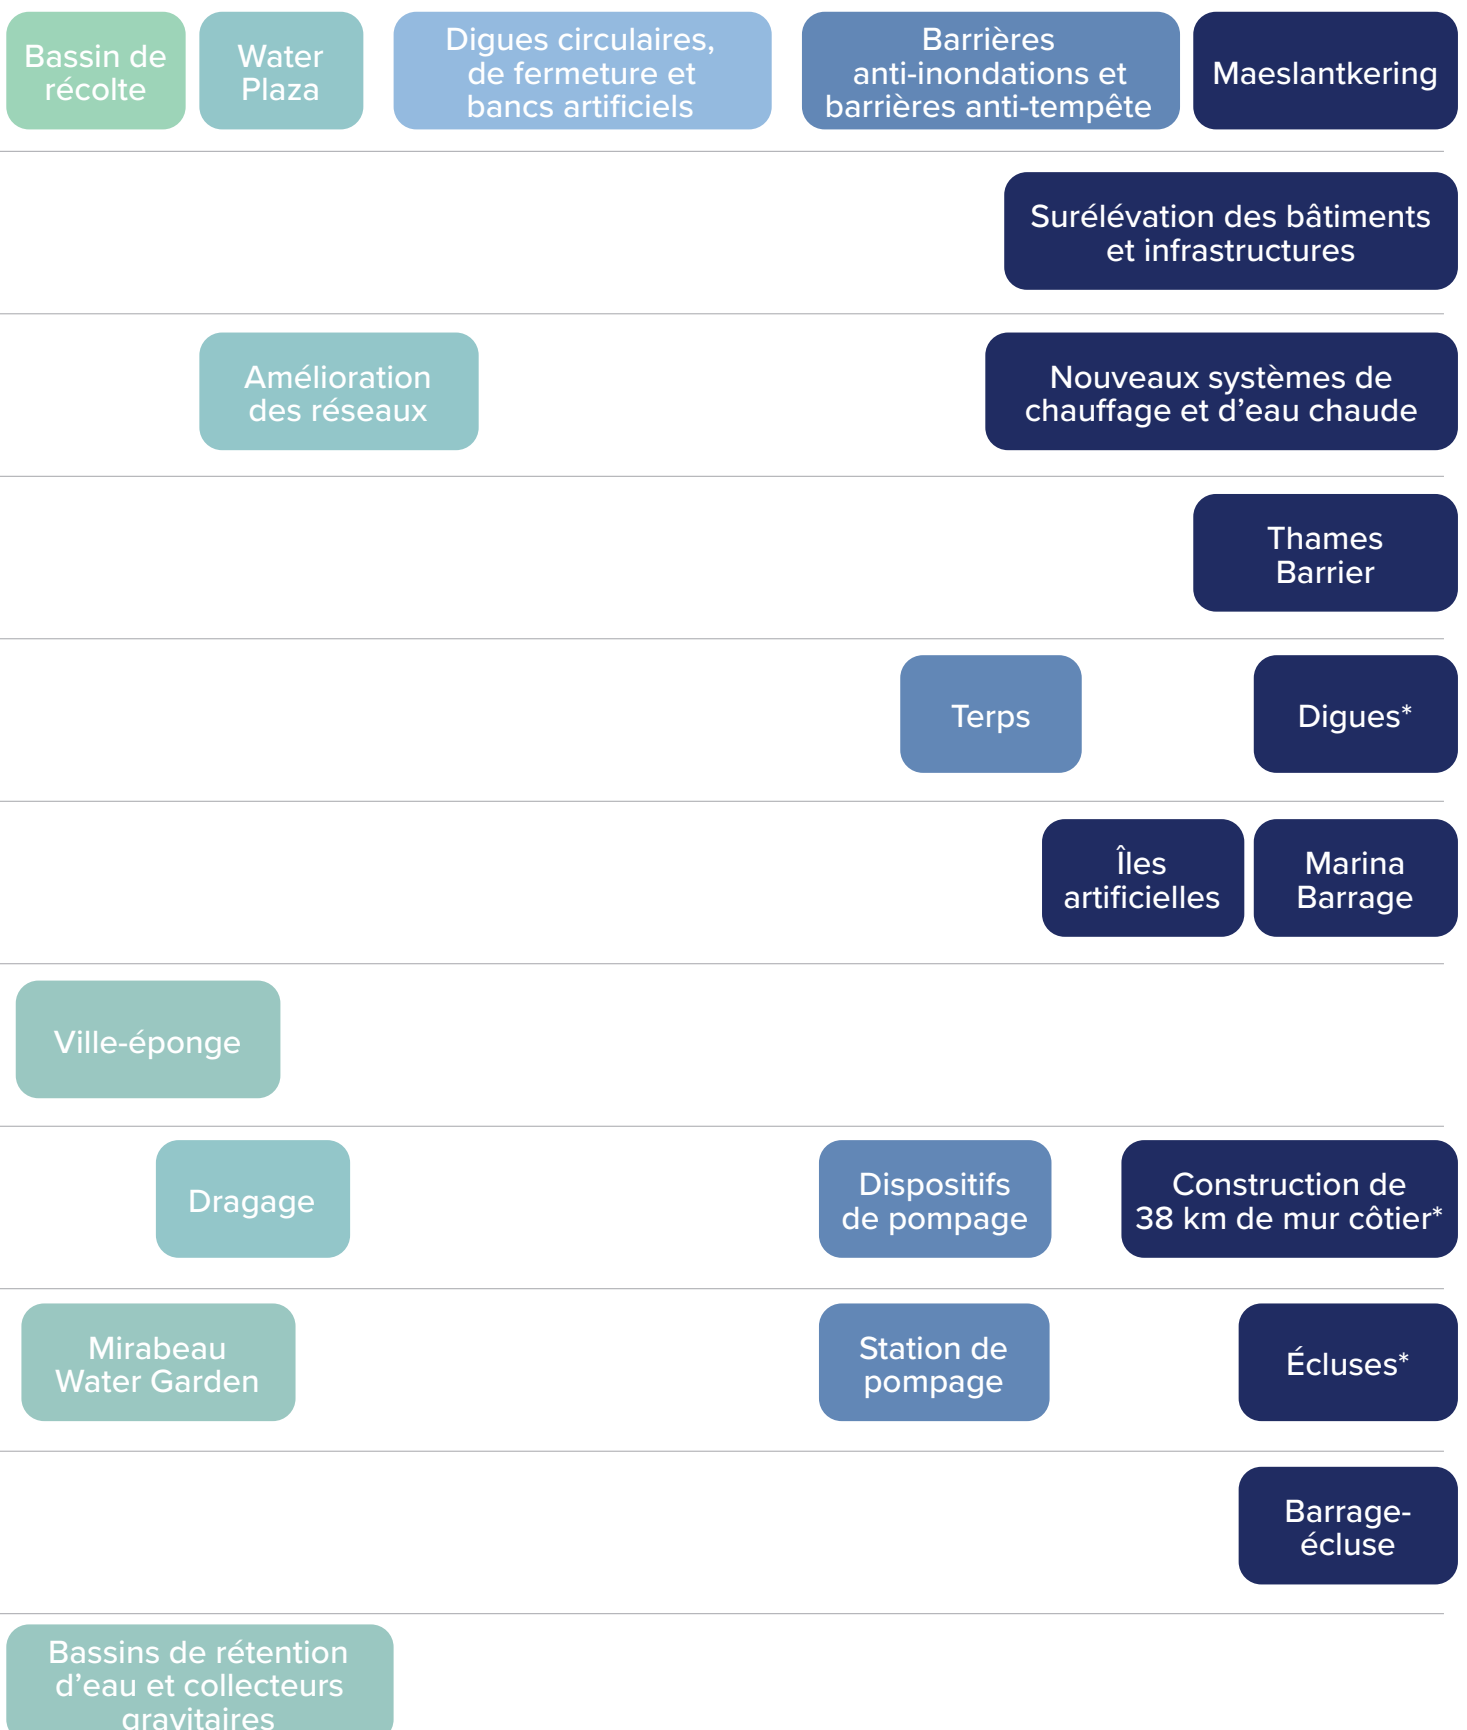 Bassin de
récolte
Water
Plaza
Digues circulaires,
de fermeture et
bancs artificiels
Barrières
anti-inondations et
barrières anti-tempête
Maeslantkering
Surélévation des bâtiments
et infrastructures
Amélioration
des réseaux
Nouveaux systèmes de
chauffage et d’eau chaude
Thames
Barrier
Terps
Digues*
Îles
artificielles
Marina
Barrage
Ville-éponge
Dragage
Dispositifs
de pompage
Construction de
38 km de mur côtier*
Mirabeau
Water Garden
Station de
pompage
Écluses*
Barrage-
écluse
Bassins de rétention
d’eau et collecteurs
gravitaires